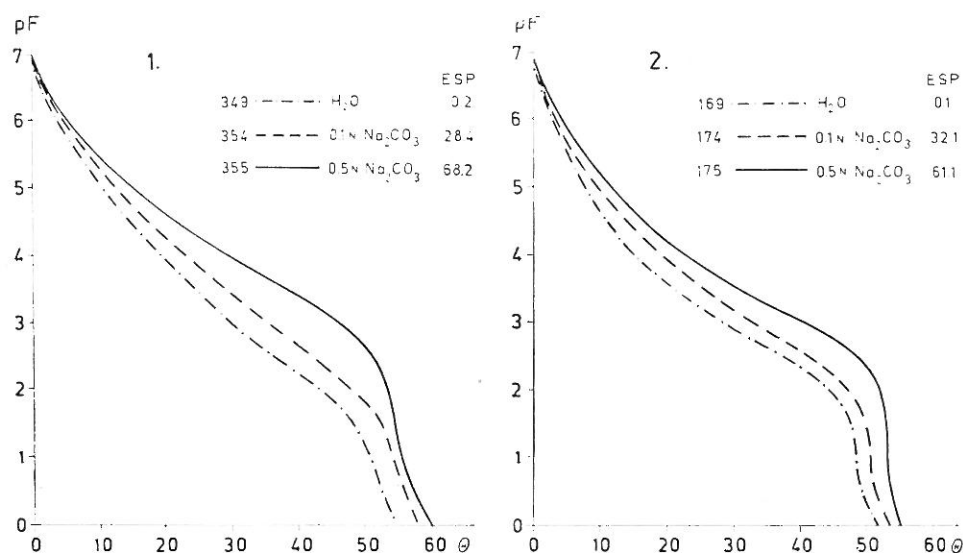 pF
7
6
5
4
3
2
1
0
1.
ESP
349 H₂O 0.2
354 0.1N Na₂CO₃ 28.4
355 0.5N Na₂CO₃ 68.2
0 10 20 30 40 50 60 Θ
pF
7
6
5
4
3
2
1
0
2.
ESP
169 H₂O 0.1
174 0.1N Na₂CO₃ 32.1
175 0.5N Na₂CO₃ 61.1
0 10 20 30 40 50 60 Θ